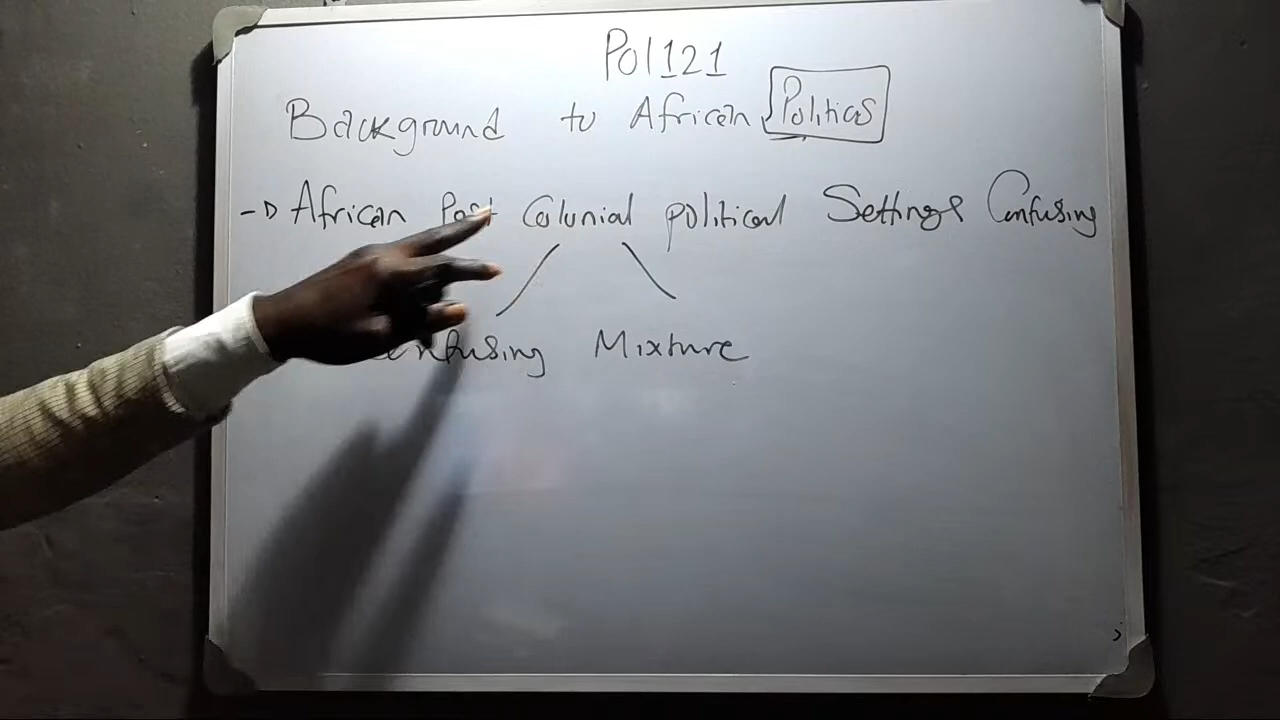 Pol121
Background to African Politics
African Post Colonial political Settings Confusing
Confusing Mixture